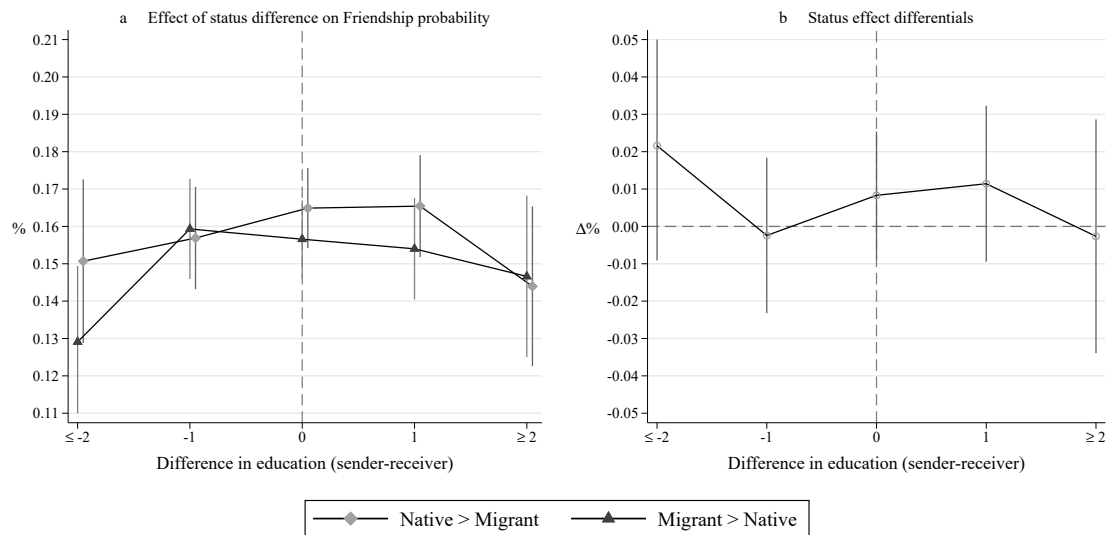 a Effect of status difference on Friendship probability
0.21
0.20
0.19
0.18
0.17
0.16
0.15
0.14
0.13
0.12
0.11
%
≤ -2 -1 0 1 ≥ 2
Difference in education (sender-receiver)
b Status effect differentials
0.05
0.04
0.03
0.02
0.01
0.00
-0.01
-0.02
-0.03
-0.04
-0.05
Δ%
≤ -2 -1 0 1 ≥ 2
Difference in education (sender-receiver)
Native > Migrant Migrant > Native